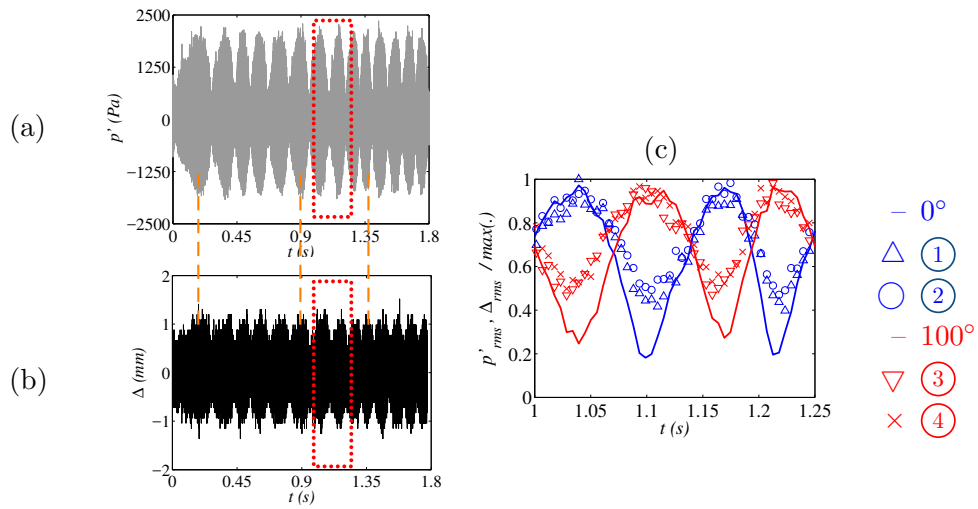 (a)
2500
1250
0
−1250
−2500
p' (Pa)
0 0.45 0.9 1.35 1.8
t (s)
(b)
2
1
0
−1
−2
Δ (mm)
0 0.45 0.9 1.35 1.8
t (s)
(c)
1
0.8
0.6
0.4
0.2
0
p'rms, Δrms / max(.)
1 1.05 1.1 1.15 1.2 1.25
t (s)
– 0°
△ ①
○ ②
– 100°
▽ ③
× ④